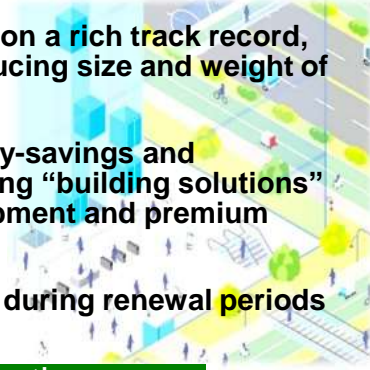 on a rich track record,
ucing size and weight of
y-savings and
ng “building solutions”
pment and premium
during renewal periods